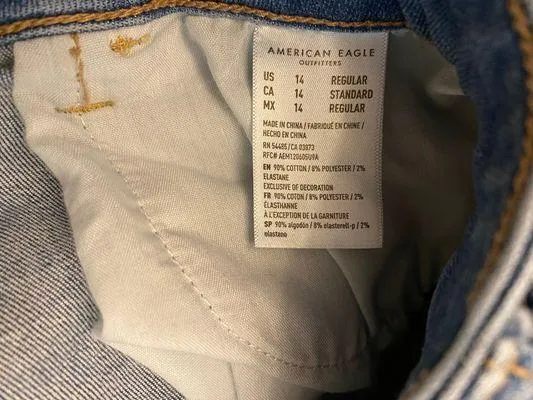 AMERICAN EAGLE
OUTFITTERS
US 14 REGULAR
CA 14 STANDARD
MX 14 REGULAR
MADE IN CHINA / FABRIQUÉ EN CHINE /
HECHO EN CHINA
RN 54485/CA 03873
RFC# AEM120605U9A
EN 90% COTTON / 8% POLYESTER / 2%
ELASTANE
EXCLUSIVE OF DECORATION
FR 90% COTON / 8% POLYESTER / 2%
ÉLASTHANNE
À L'EXCEPTION DE LA GARNITURE
SP 90% algodón / 8% elasterell-p / 2%
elasteno